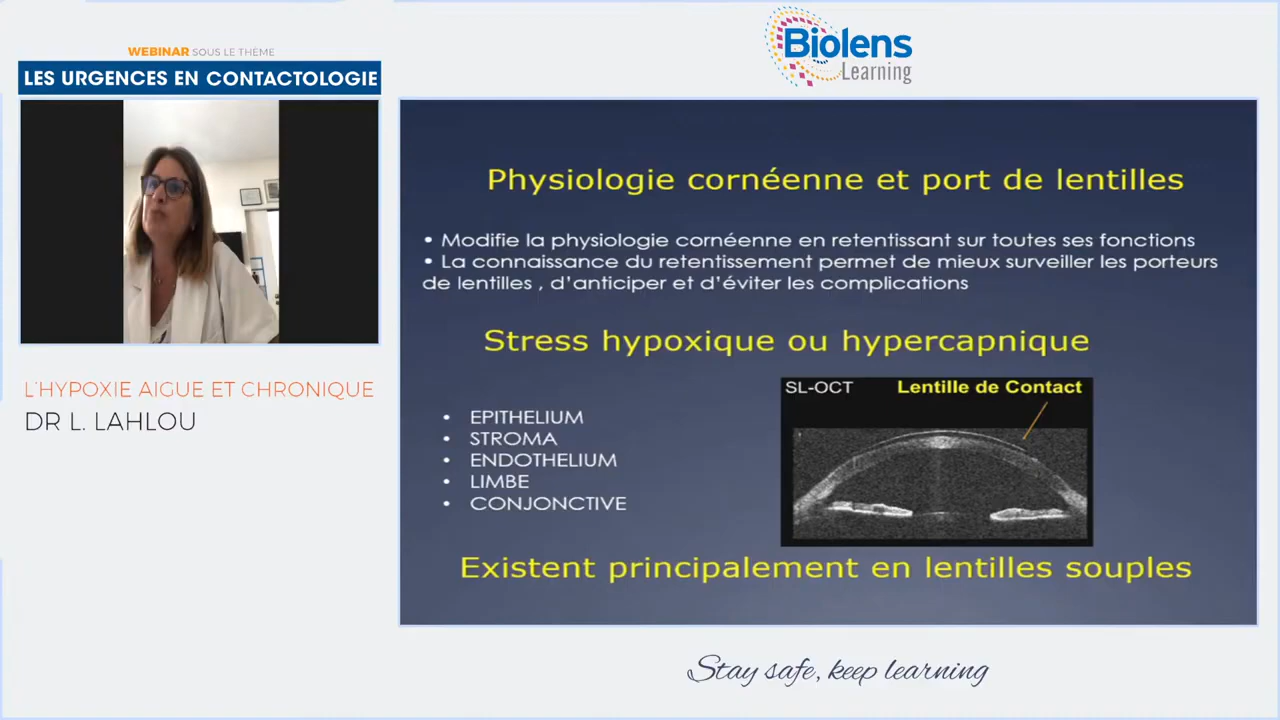 WEBINAR SOUS LE THÈME
LES URGENCES EN CONTACTOLOGIE
Biolens
Learning
Physiologie cornéenne et port de lentilles
• Modifie la physiologie cornéenne en retentissant sur toutes ses fonctions
• La connaissance du retentissement permet de mieux surveiller les porteurs
de lentilles , d'anticiper et d'éviter les complications
Stress hypoxique ou hypercapnique
L'HYPOXIE AIGUE ET CHRONIQUE
DR L. LAHLOU
SL-OCT
Lentille de Contact
• EPITHELIUM
• STROMA
• ENDOTHELIUM
• LIMBE
• CONJONCTIVE
Existent principalement en lentilles souples
Stay safe, keep learning